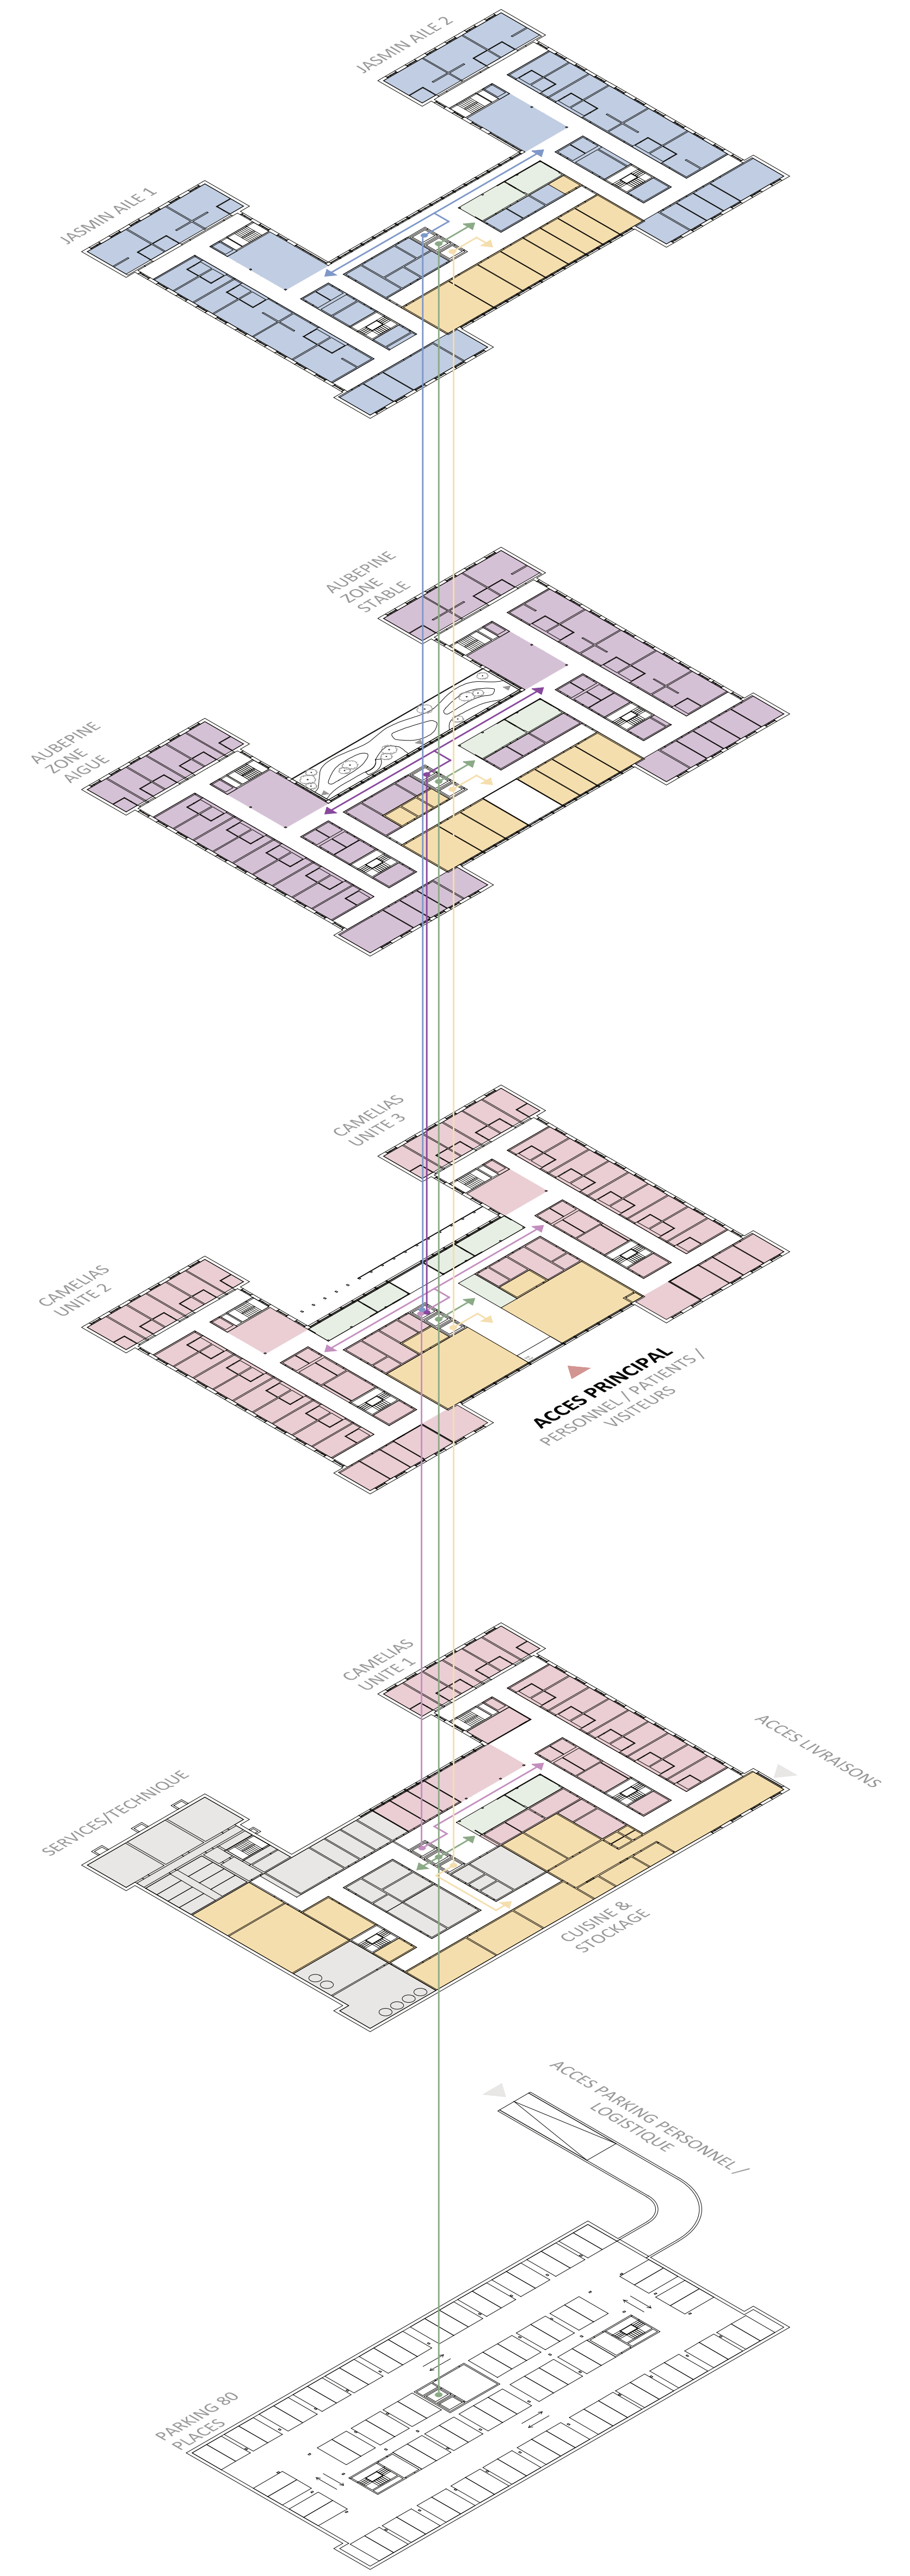 JASMIN AILE 2
JASMIN AILE 1
AUBEPINE
ZONE
STABLE
AUBEPINE
ZONE
AIGUE
CAMELIAS
UNITE 3
CAMELIAS
UNITE 2
ACCES PRINCIPAL
PERSONNEL / PATIENTS /
VISITEURS
CAMELIAS
UNITE 1
ACCES LIVRAISONS
SERVICES/TECHNIQUE
CUISINE &
STOCKAGE
ACCES PARKING PERSONNEL /
LOGISTIQUE
PARKING 80
PLACES